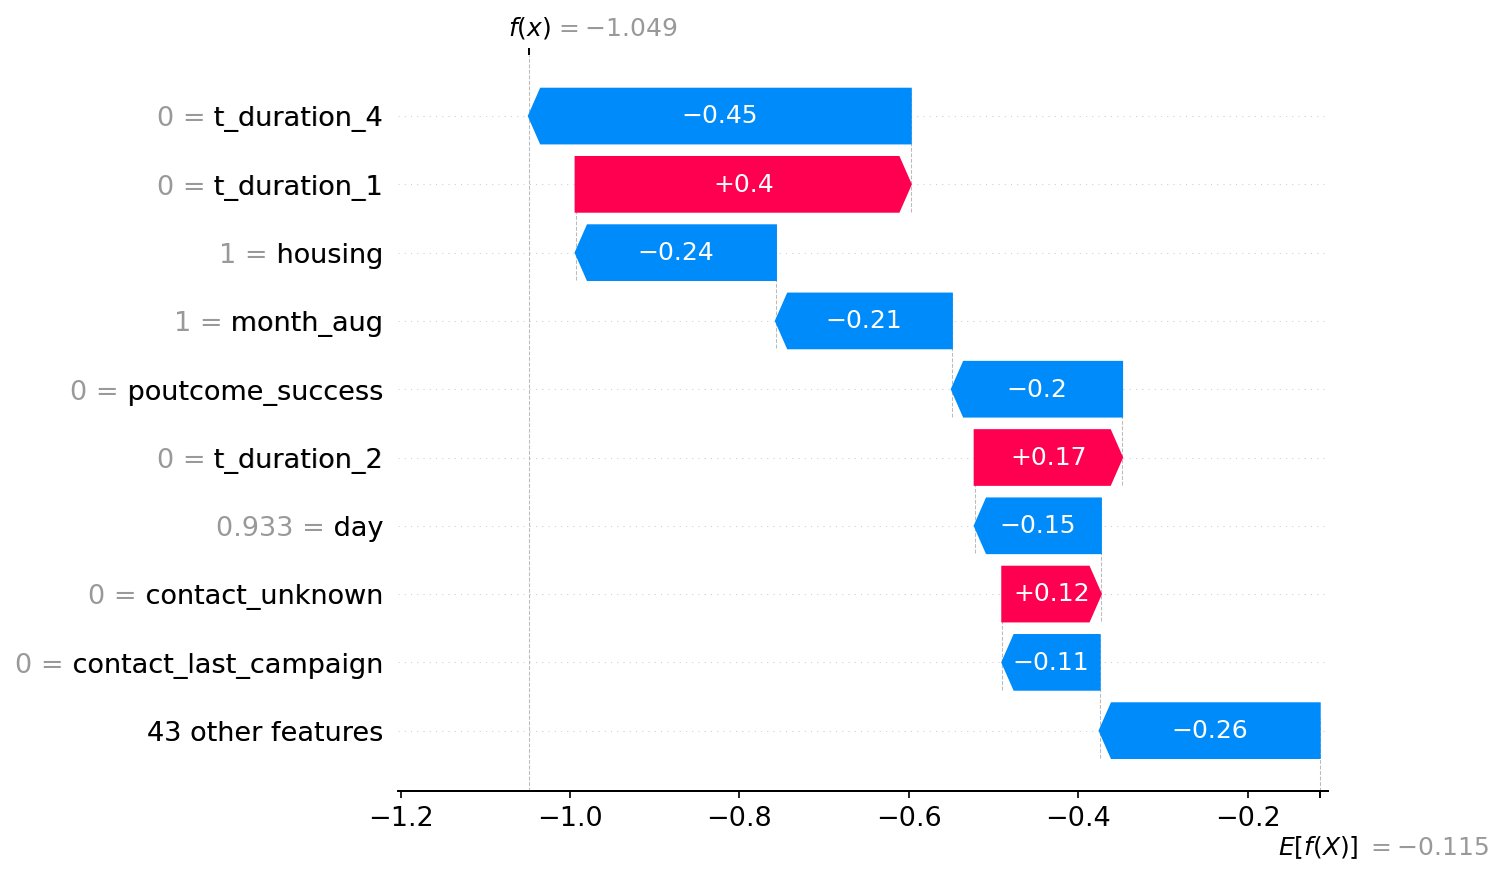 f(x) = −1.049
0 = t_duration_4 −0.45
0 = t_duration_1 +0.4
1 = housing −0.24
1 = month_aug −0.21
0 = poutcome_success −0.2
0 = t_duration_2 +0.17
0.933 = day −0.15
0 = contact_unknown +0.12
0 = contact_last_campaign −0.11
43 other features −0.26
−1.2 −1.0 −0.8 −0.6 −0.4 −0.2
E[f(X)] = −0.115